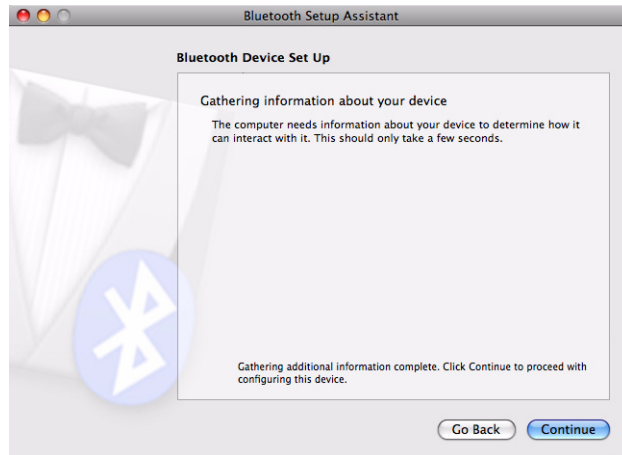 Bluetooth Setup Assistant
Bluetooth Device Set Up
Gathering information about your device
The computer needs information about your device to determine how it
can interact with it. This should only take a few seconds.
Gathering additional information complete. Click Continue to proceed with
configuring this device.
Go Back
Continue